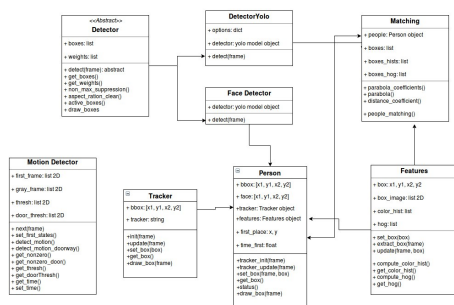 <<Abstract>>
Detector
+ boxes: list
+ weights: list
+ detect(frame): abstract
+ get_boxes()
+ get_weights()
+ non_max_suppression()
+ aspect_ration_clear()
+ active_boxes()
+ draw_boxes
DetectorYolo
+ options: dict
+ detector: yolo model object
+ detect(frame)
Face Detector
+ detector: yolo model object
+detect(frame)
Matching
+ people: Person object
+ boxes: list
+ boxes_hists: list
+ boxes_hog: list
+ parabola_coefficients()
+ parabola()
+ distance_coefficient()
+ people_matching()
Motion Detector
+ first_frame: list 2D
+ gray_frame: list 2D
+ thresh: list 2D
+ door_thresh: list 2D
+ next(frame)
+ set_first_states()
+ detect_motion()
+ detect_motion_doorway()
+ get_nonzero()
+ get_nonzero_door()
+ get_thresh()
+ get_doorThresh()
+ get_time()
+ set_time()
Tracker
+ bbox: [x1, y1, x2, y2]
+ tracker: string
+init(frame)
+update(frame)
+ set_box(box)
+ get_box()
+ draw_box(frame)
Person
+ bbox: [x1, y1, x2, y2]
+ face: [x1, y1, x2, y2]
+tracker: Tracker object
+features: Features object
+ first_place: x, y
+ time_first: float
+tracker_init(frame)
+tracker_update(frame)
+ set_box(frame, box)
+ get_box()
+ status()
+ draw_box(frame)
Features
+ box: x1, y1, x2, y2
+ box_image: list 2D
+ color_hist: list
+ hog: list
+ set_box(box)
+ extract_box(frame)
+ update(frame, box)
+ compute_color_hist()
+ get_color_hist()
+ compute_hog()
+ get_hog()